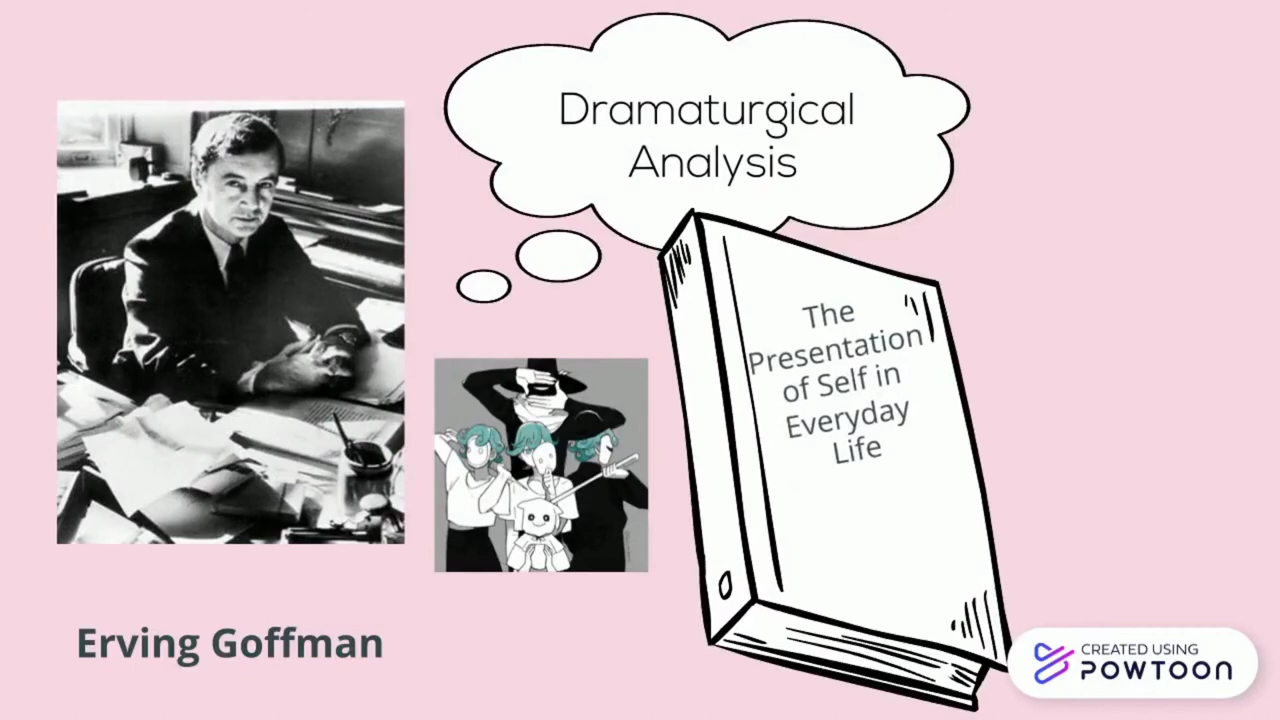 Dramaturgical
Analysis
The
Presentation
of Self in
Everyday
Life
Erving Goffman
CREATED USING
POWTOON